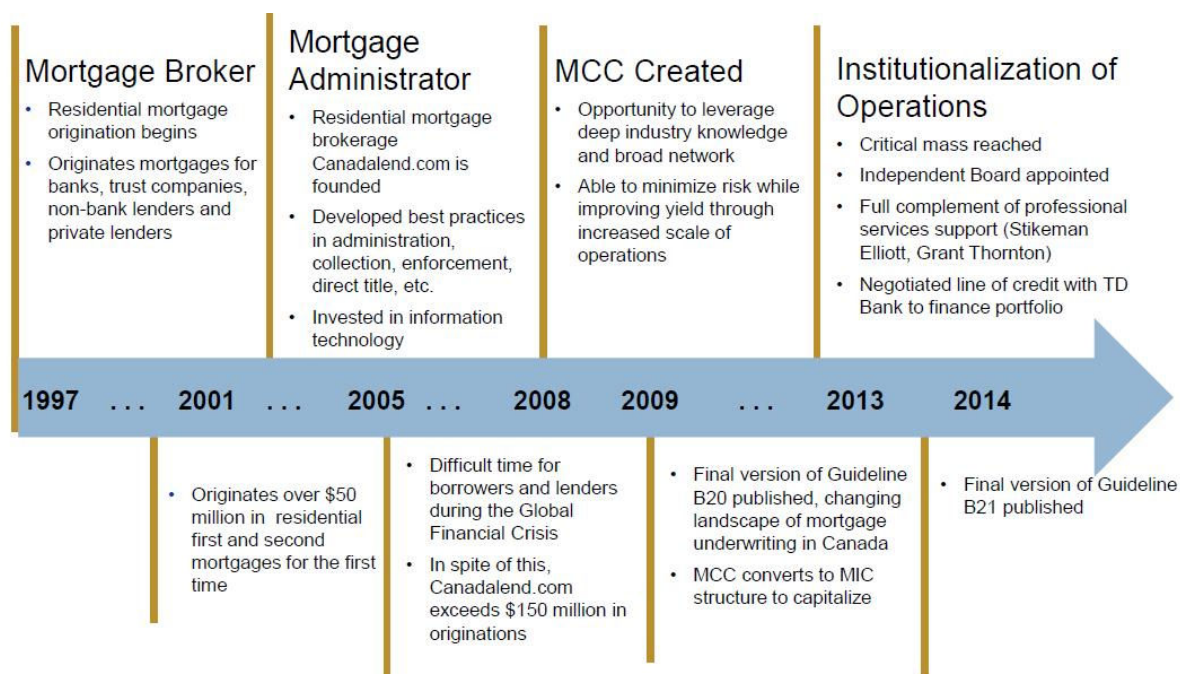 Mortgage Broker
• Residential mortgage
origination begins
• Originates mortgages for
banks, trust companies,
non-bank lenders and
private lenders
Mortgage
Administrator
• Residential mortgage
brokerage
Canadalend.com is
founded
• Developed best practices
in administration,
collection, enforcement,
direct title, etc.
• Invested in information
technology
MCC Created
• Opportunity to leverage
deep industry knowledge
and broad network
• Able to minimize risk while
improving yield through
increased scale of
operations
Institutionalization of
Operations
• Critical mass reached
• Independent Board appointed
• Full complement of professional
services support (Stikeman
Elliott, Grant Thornton)
• Negotiated line of credit with TD
Bank to finance portfolio
1997 . . . 2001 . . . 2005 . . . 2008 2009 . . . 2013 2014
• Originates over $50
million in residential
first and second
mortgages for the first
time
• Difficult time for
borrowers and lenders
during the Global
Financial Crisis
• In spite of this,
Canadalend.com
exceeds $150 million in
originations
• Final version of Guideline
B20 published, changing
landscape of mortgage
underwriting in Canada
• MCC converts to MIC
structure to capitalize
• Final version of Guideline
B21 published